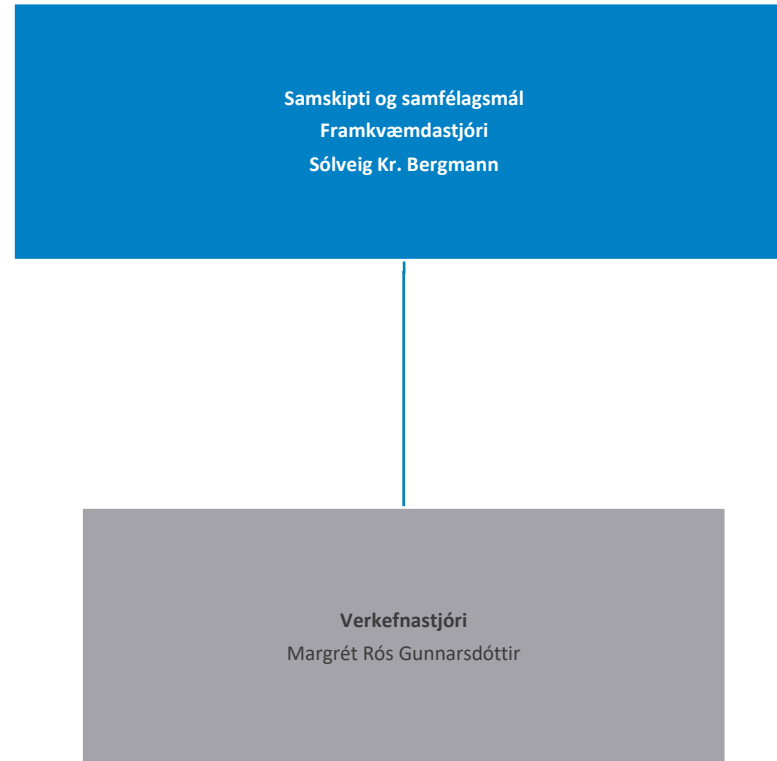 Samskipti og samfélagsmál
Framkvæmdastjóri
Sólveig Kr. Bergmann
Verkefnastjóri
Margrét Rós Gunnarsdóttir